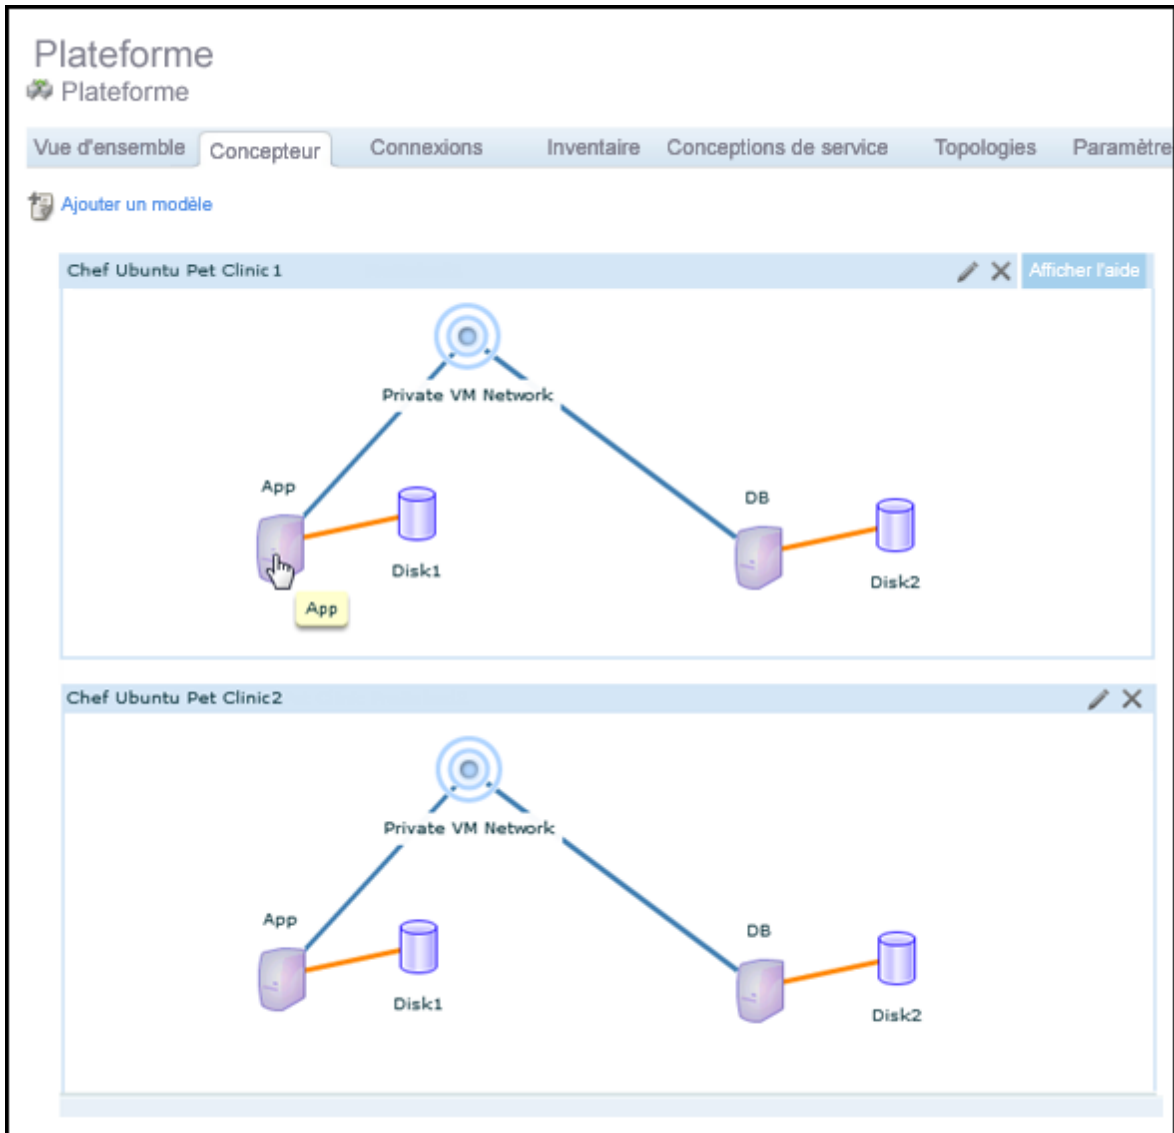 Plateforme
Plateforme
Vue d'ensemble Concepteur Connexions Inventaire Conceptions de service Topologies Paramètre
Ajouter un modèle
Chef Ubuntu Pet Clinic1 Afficher l'aide
Private VM Network
App
DB
Disk1
Disk2
App
Chef Ubuntu Pet Clinic2
Private VM Network
App
DB
Disk1
Disk2